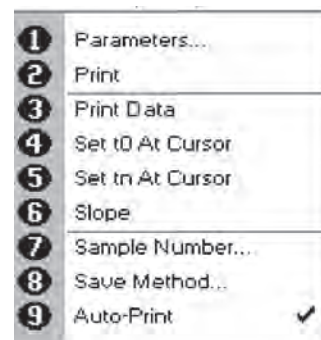 1 Parameters...
2 Print
3 Print Data
4 Set t0 At Cursor
5 Set tn At Cursor
6 Slope
7 Sample Number...
8 Save Method...
9 Auto-Print ✓